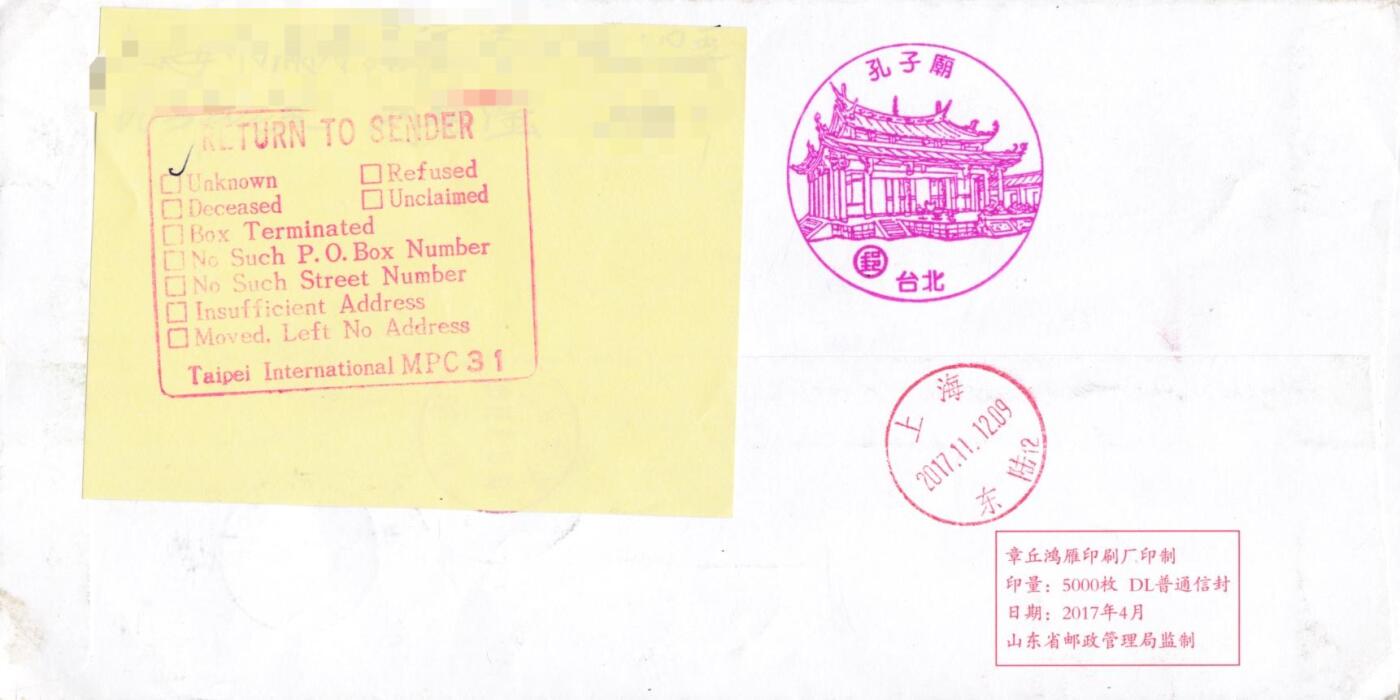 RETURN TO SENDER
☐ Unknown ☐ Refused
☐ Deceased ☐ Unclaimed
☐ Box Terminated
☐ No Such P.O. Box Number
☐ No Such Street Number
☐ Insufficient Address
☐ Moved, Left No Address
Taipei International MPC 31
孔子廟
郵
台北
上海
2017.11.12.09
东 陆12
章丘鸿雁印刷厂印制
印量：5000枚 DL普通信封
日期：2017年4月
山东省邮政管理局监制